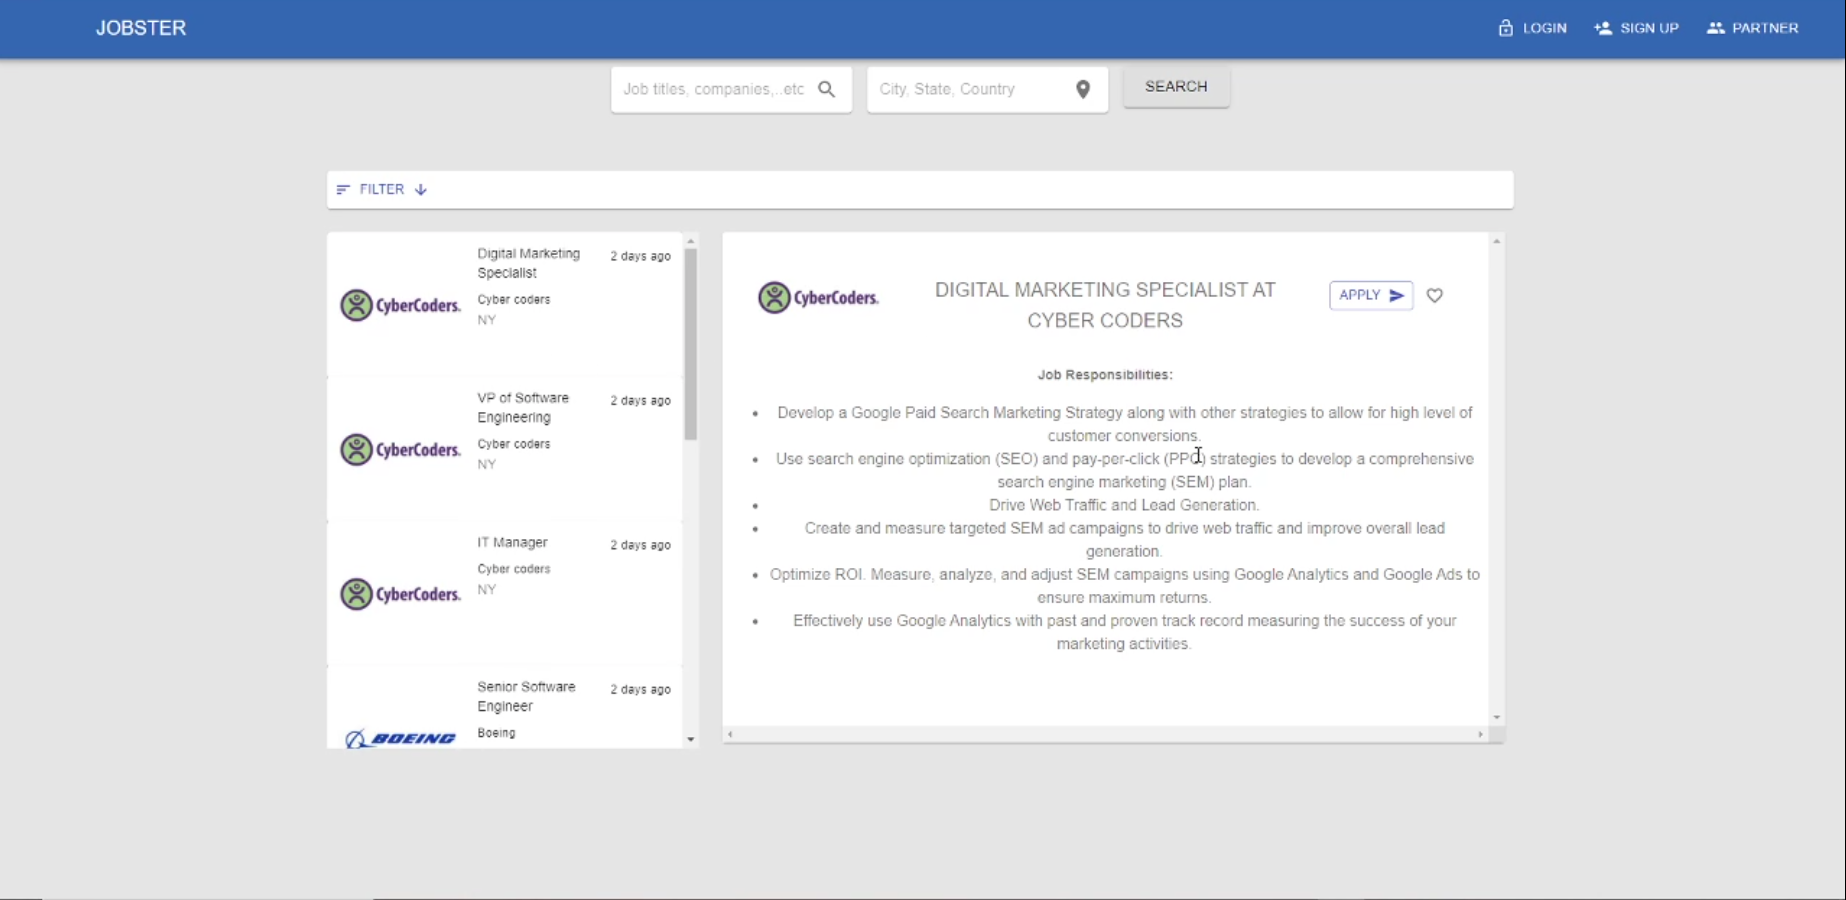 JOBSTER
LOGIN
SIGN UP
PARTNER
Job titles, companies,..etc
City, State, Country
SEARCH
FILTER
CyberCoders.
Digital Marketing
Specialist
Cyber coders
NY
2 days ago
CyberCoders.
VP of Software
Engineering
Cyber coders
NY
2 days ago
CyberCoders.
IT Manager
Cyber coders
NY
2 days ago
BOEING
Senior Software
Engineer
Boeing
2 days ago
CyberCoders.
DIGITAL MARKETING SPECIALIST AT
CYBER CODERS
APPLY
Job Responsibilities:
Develop a Google Paid Search Marketing Strategy along with other strategies to allow for high level of
customer conversions.
Use search engine optimization (SEO) and pay-per-click (PPC) strategies to develop a comprehensive
search engine marketing (SEM) plan.
Drive Web Traffic and Lead Generation.
Create and measure targeted SEM ad campaigns to drive web traffic and improve overall lead
generation.
Optimize ROI. Measure, analyze, and adjust SEM campaigns using Google Analytics and Google Ads to
ensure maximum returns.
Effectively use Google Analytics with past and proven track record measuring the success of your
marketing activities.